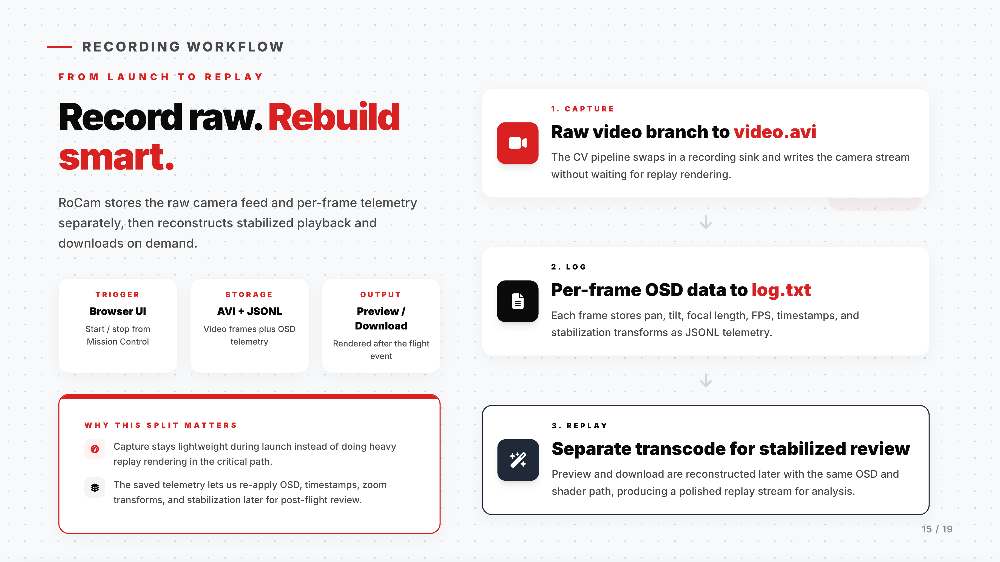 RECORDING WORKFLOW
FROM LAUNCH TO REPLAY
Record raw. Rebuild
smart.
RoCam stores the raw camera feed and per-frame telemetry
separately, then reconstructs stabilized playback and
downloads on demand.
TRIGGER
Browser UI
Start / stop from
Mission Control
STORAGE
AVI + JSONL
Video frames plus OSD
telemetry
OUTPUT
Preview /
Download
Rendered after the flight
event
WHY THIS SPLIT MATTERS
Capture stays lightweight during launch instead of doing heavy
replay rendering in the critical path.
The saved telemetry lets us re-apply OSD, timestamps, zoom
transforms, and stabilization later for post-flight review.
1. CAPTURE
Raw video branch to video.avi
The CV pipeline swaps in a recording sink and writes the camera stream
without waiting for replay rendering.
2. LOG
Per-frame OSD data to log.txt
Each frame stores pan, tilt, focal length, FPS, timestamps, and
stabilization transforms as JSONL telemetry.
3. REPLAY
Separate transcode for stabilized review
Preview and download are reconstructed later with the same OSD and
shader path, producing a polished replay stream for analysis.
15 / 19